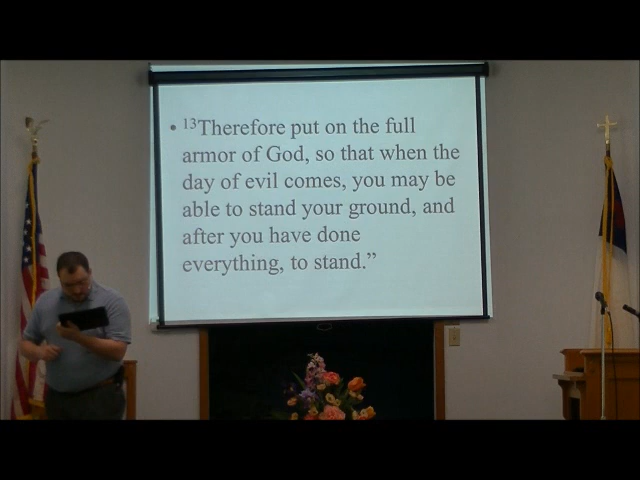 • 13Therefore put on the full
armor of God, so that when the
day of evil comes, you may be
able to stand your ground, and
after you have done
everything, to stand.”